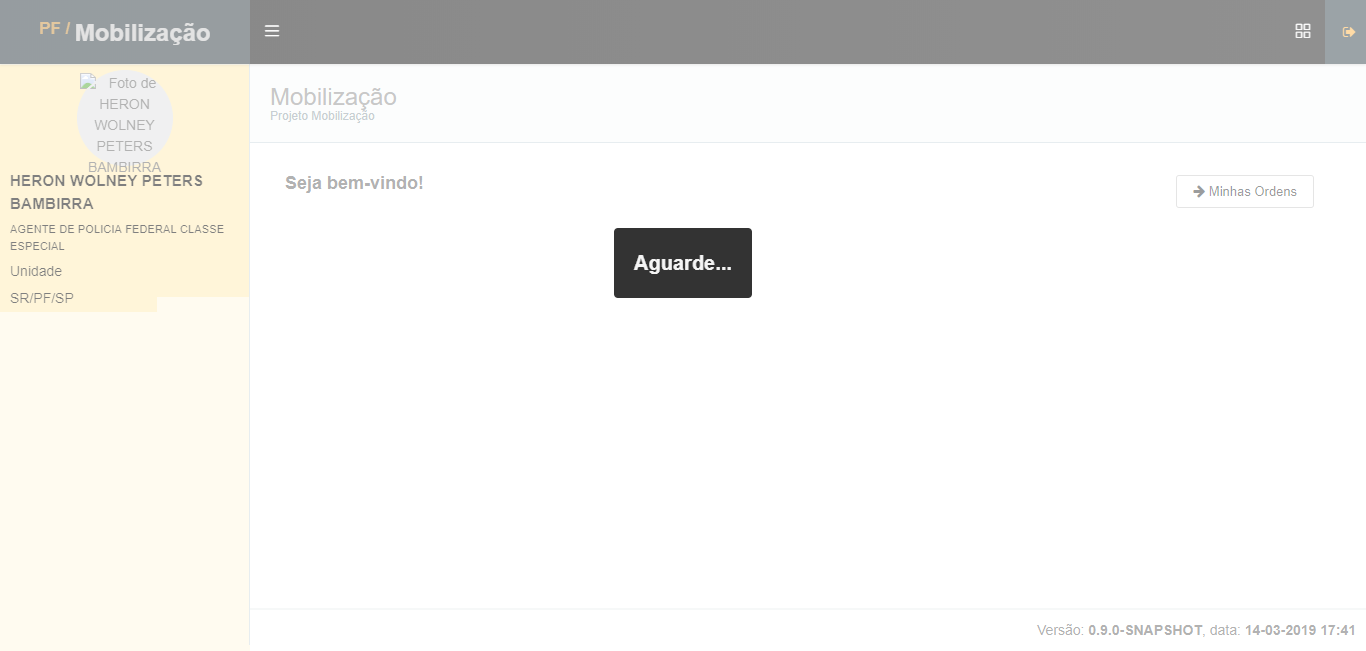 PF / Mobilização
Foto de
HERON
WOLNEY
PETERS
BAMBIRRA
HERON WOLNEY PETERS
BAMBIRRA
AGENTE DE POLICIA FEDERAL CLASSE
ESPECIAL
Unidade
SR/PF/SP
Mobilização
Projeto Mobilização
Seja bem-vindo!
Minhas Ordens
Aguarde...
Versão: 0.9.0-SNAPSHOT, data: 14-03-2019 17:41